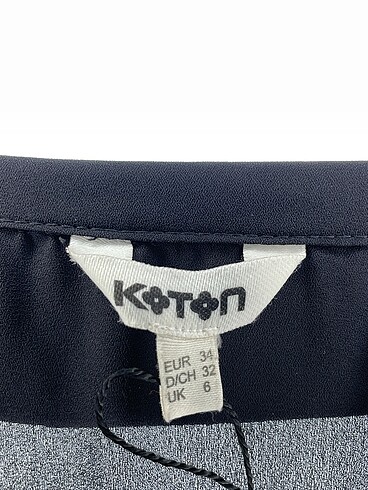 KOTON
EUR 34
D/CH 32
UK 6